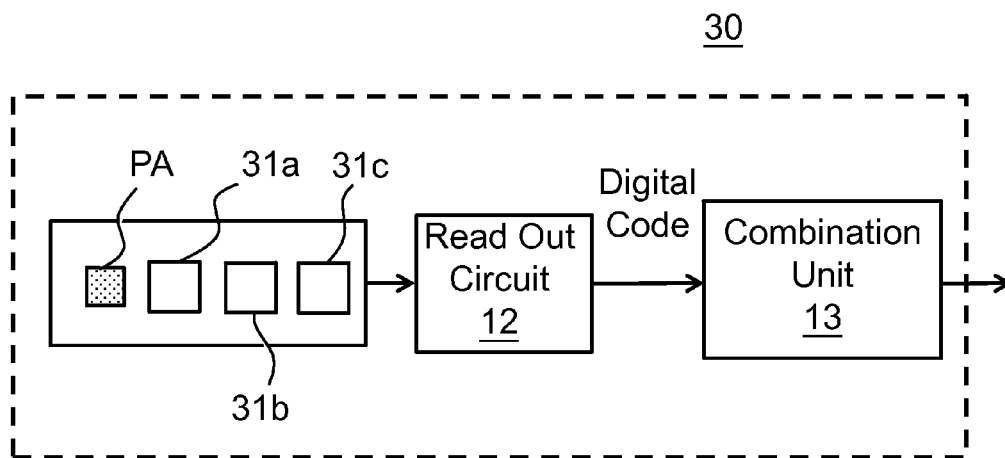 30
PA
31a
31c
31b
Read Out
Circuit
12
Digital
Code
Combination
Unit
13